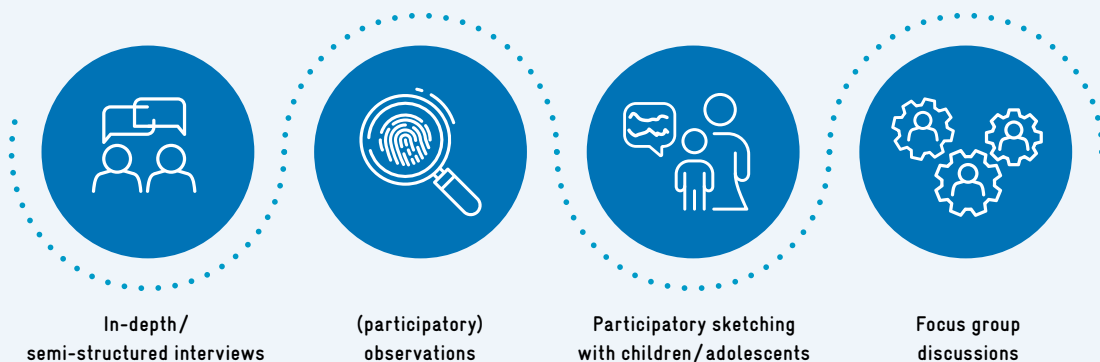 In-depth/
semi-structured interviews
(participatory)
observations
Participatory sketching
with children/adolescents
Focus group
discussions